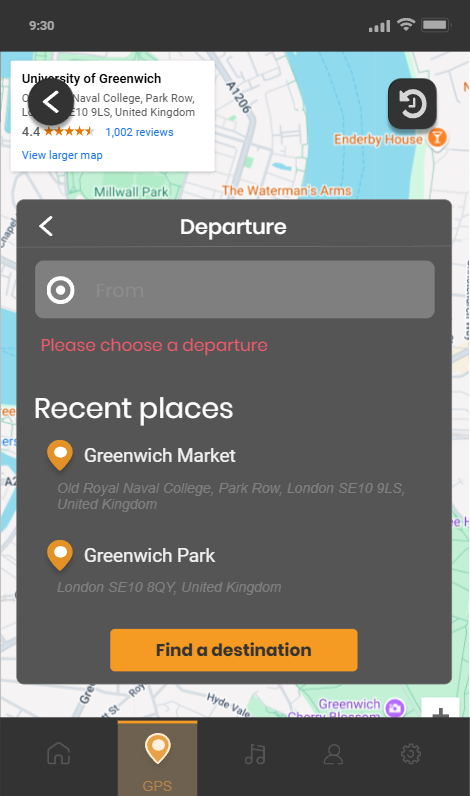 9:30
University of Greenwich
Naval College, Park Row,
9LS, United Kingdom
4.4 1,002 reviews
View larger map
A1206
Enderby House
Millwall Park
The Waterman's Arms
Departure
From
Please choose a departure
Recent places
Greenwich Market
Old Royal Naval College, Park Row, London SE10 9LS,
United Kingdom
Greenwich Park
London SE10 8QY, United Kingdom
Find a destination
Hyde Vale
Greenwich
Cherry Blossom
GPS